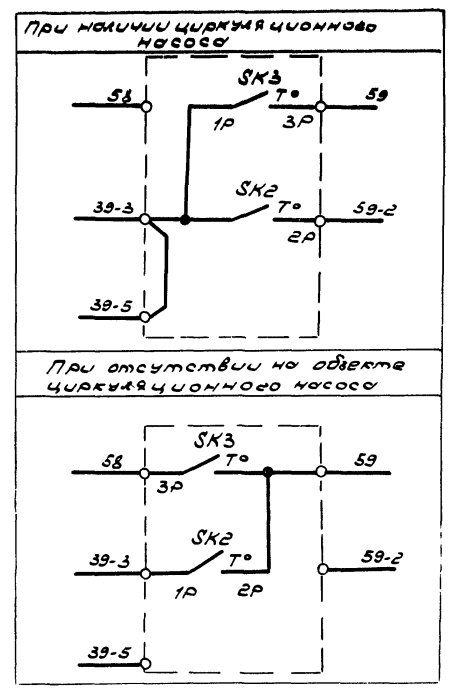 При наличии циркуляционного
насоса
SK3
58
T°
59
1P
3P
SK2
39-3
T°
59-2
2P
39-5
При отсутствии на объекте
циркуляционного насоса
SK3
58
T°
59
3P
SK2
39-3
T°
59-2
1P
2P
39-5